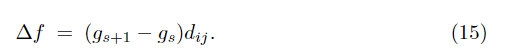 Δf = (g_{s+1} − g_s)d_{ij}. (15)